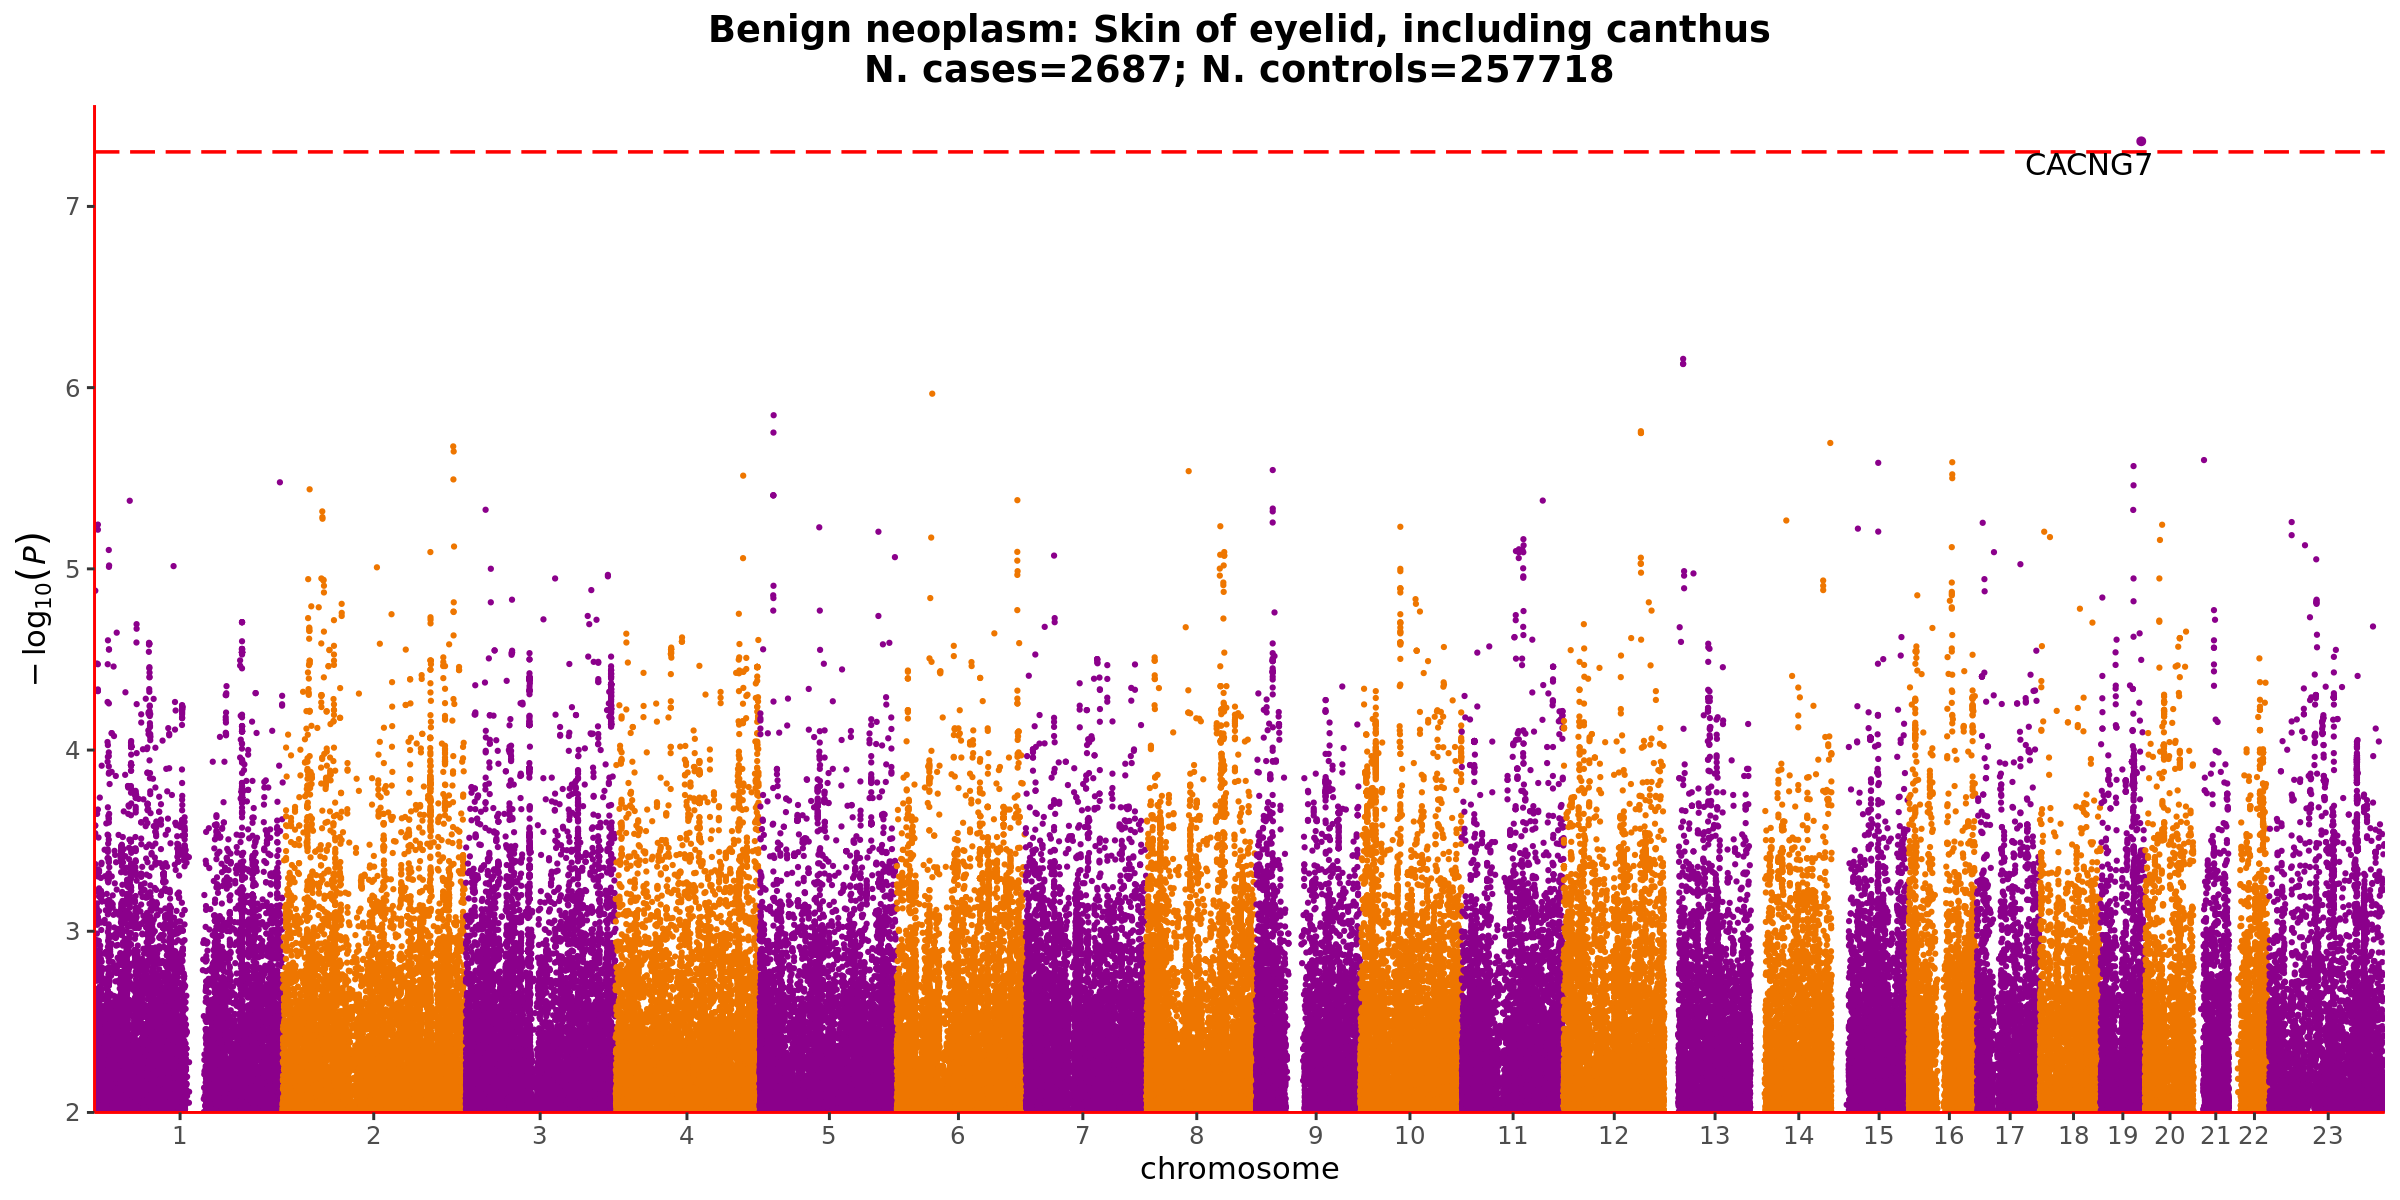 Benign neoplasm: Skin of eyelid, including canthus
N. cases=2687; N. controls=257718
CACNG7
7
6
5
4
3
2
−log10(P)
1 2 3 4 5 6 7 8 9 10 11 12 13 14 15 16 17 18 19 20 21 22 23
chromosome